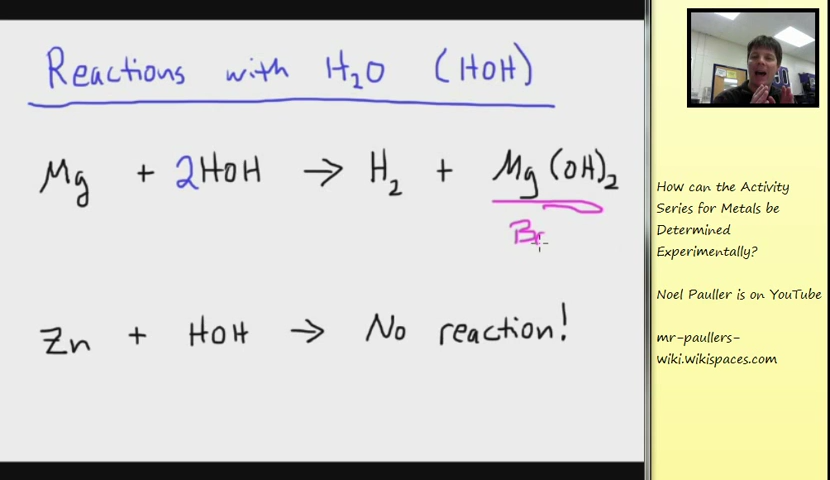 Reactions with H₂O (HOH)
Mg + 2HOH → H₂ + Mg(OH)₂
Zn + HOH → No reaction!
How can the Activity
Series for Metals be
Determined
Experimentally?
Noel Pauller is on YouTube
mr-paullers-
wiki.wikispaces.com